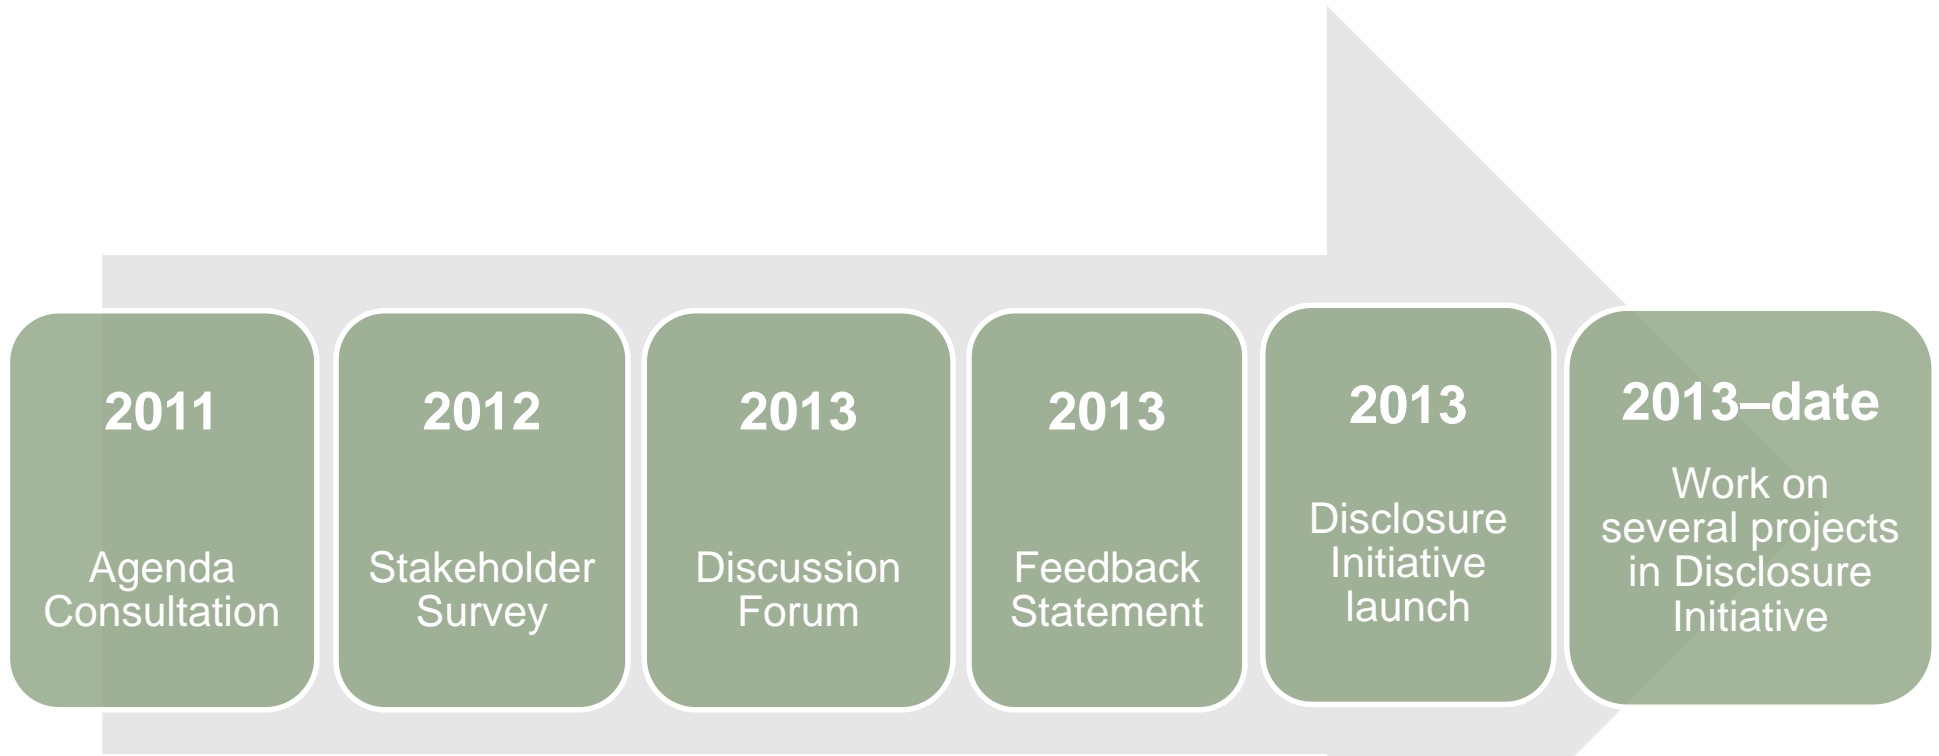 2011
Agenda
Consultation
2012
Stakeholder
Survey
2013
Discussion
Forum
2013
Feedback
Statement
2013
Disclosure
Initiative
launch
2013–date
Work on
several projects
in Disclosure
Initiative